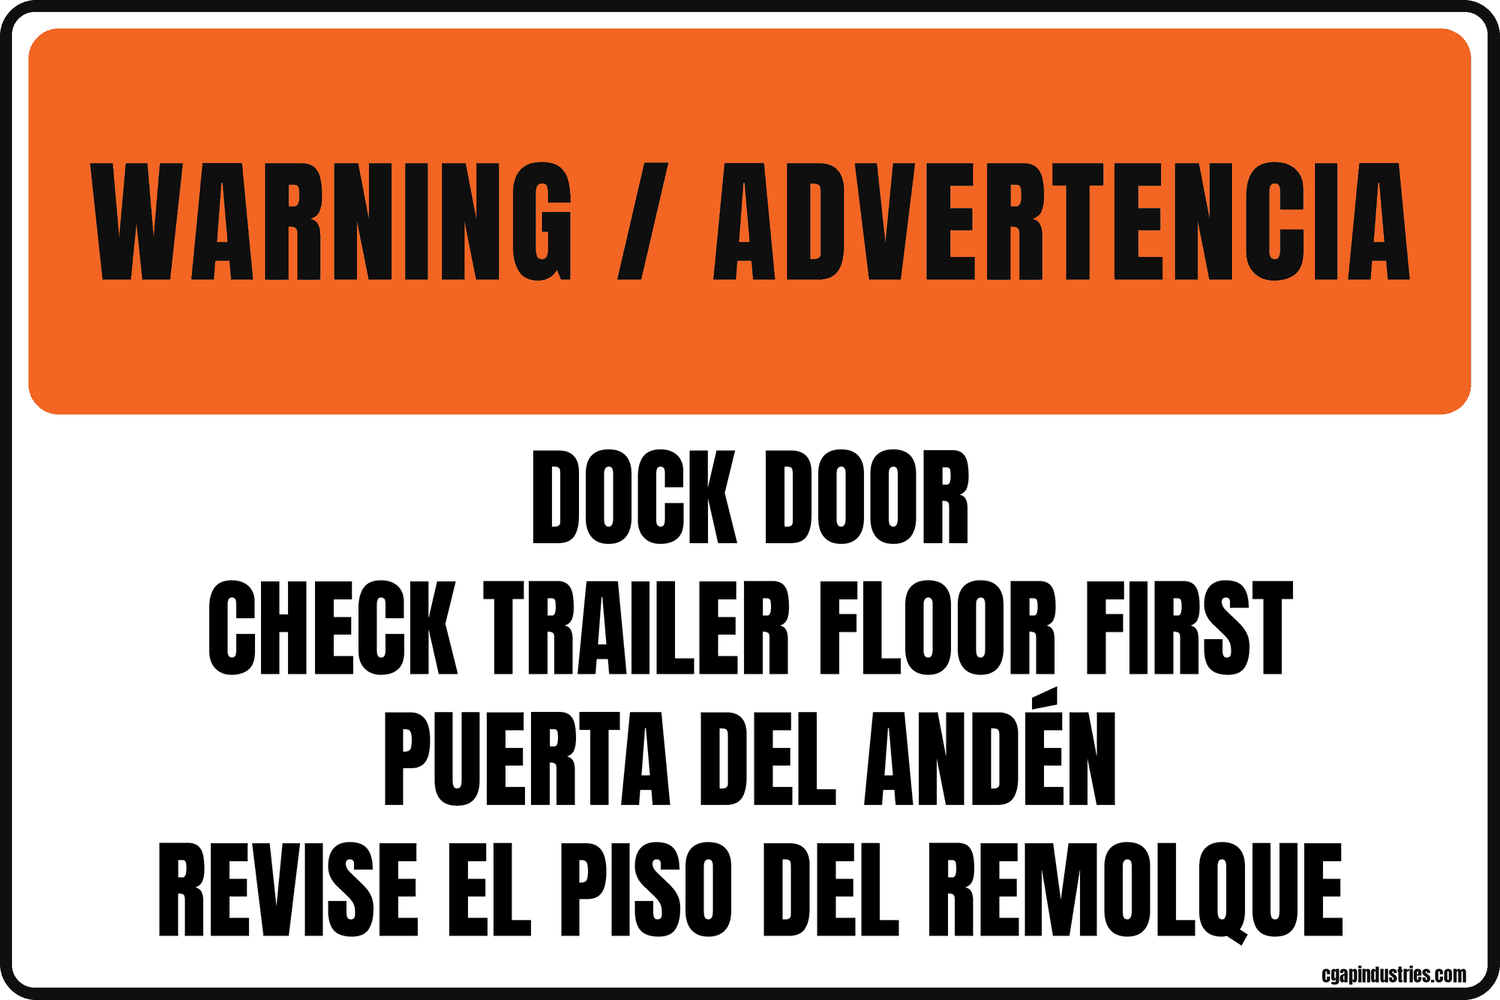 WARNING / ADVERTENCIA
DOCK DOOR
CHECK TRAILER FLOOR FIRST
PUERTA DEL ANDÉN
REVISE EL PISO DEL REMOLQUE
cgapindustries.com